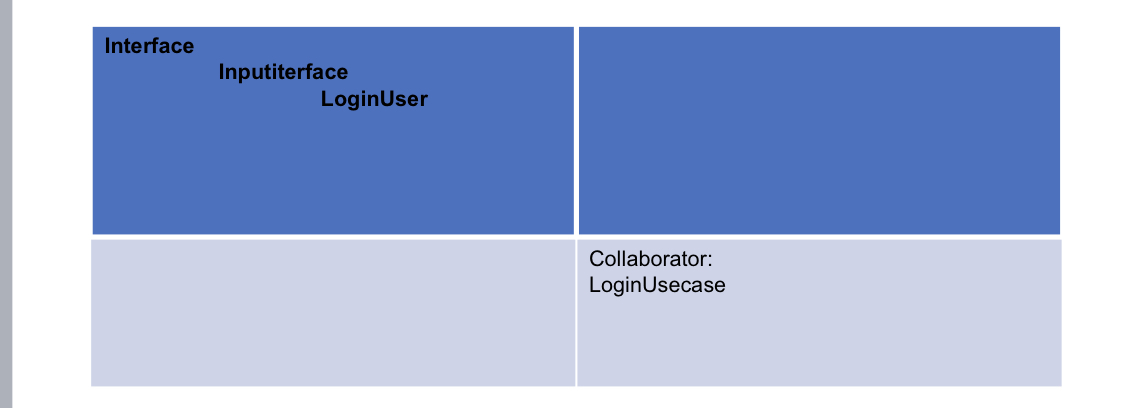 Interface
Inputiterface
LoginUser
Collaborator:
LoginUsecase